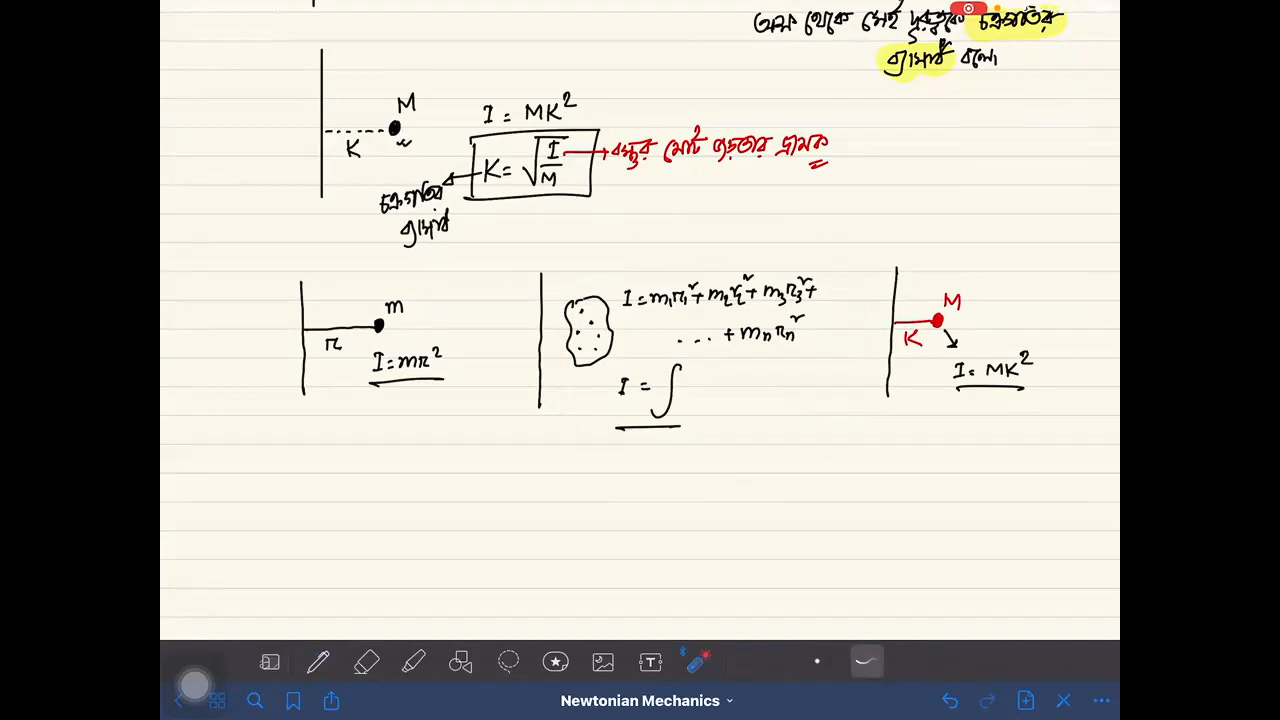 অক্ষ থেকে সেই দূরত্বকে চক্রগতির
ব্যাসার্ধ বলে।
M
I = MK²
K
K = √(I/M) → বস্তুর মোট জড়তার ভ্রামক
চক্রগতির
ব্যাসার্ধ
m
r
I = mr²
I = m₁r₁² + m₂r₂² + m₃r₃² +
... + mₙrₙ²
I = ∫
M
K
I = MK²
T
Newtonian Mechanics